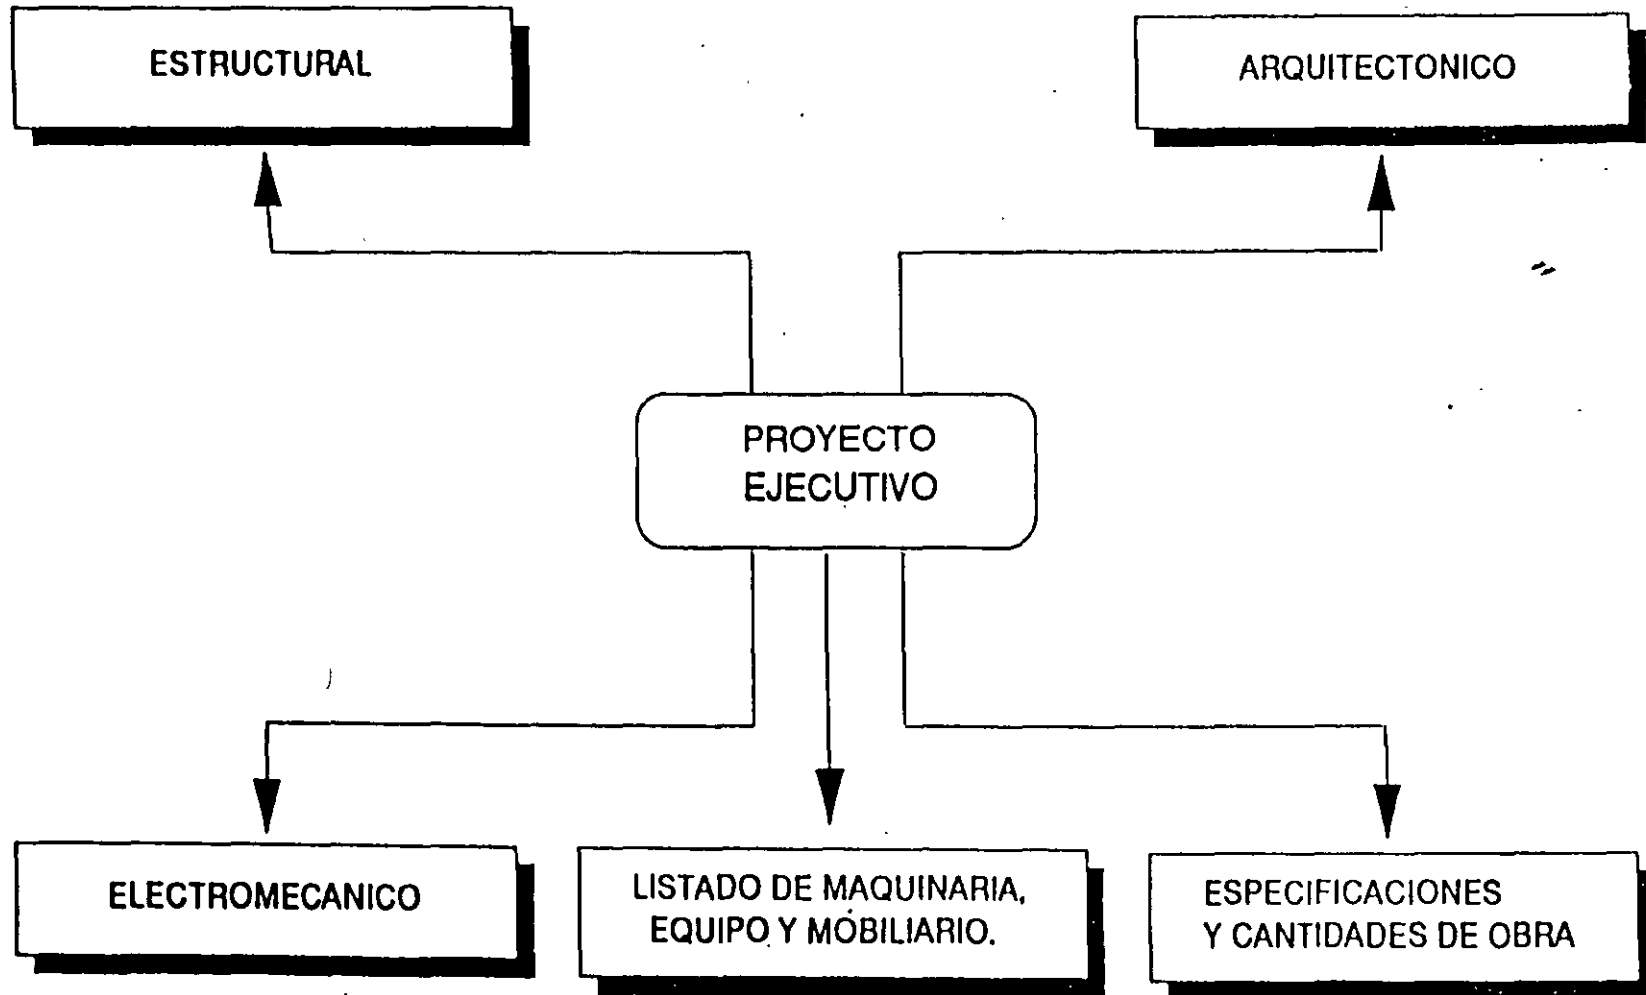 ESTRUCTURAL
ARQUITECTONICO
PROYECTO
EJECUTIVO
ELECTROMECANICO
LISTADO DE MAQUINARIA,
EQUIPO Y MOBILIARIO.
ESPECIFICACIONES
Y CANTIDADES DE OBRA